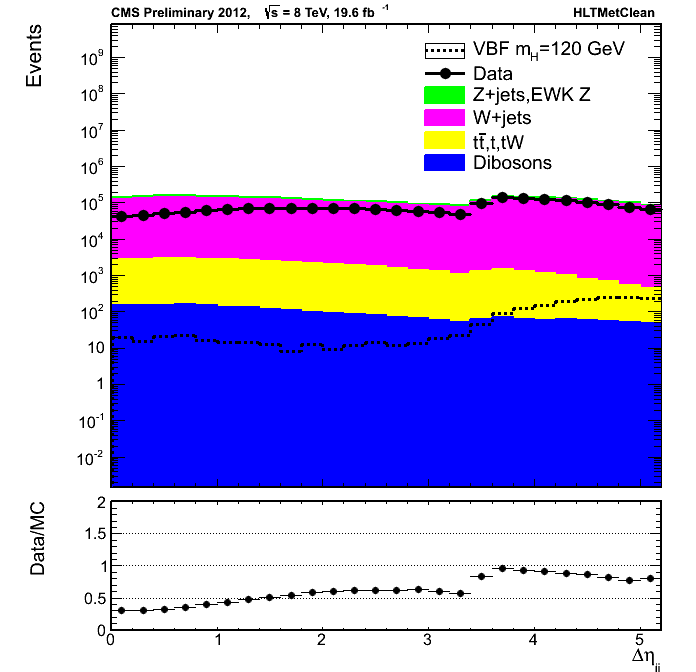 CMS Preliminary 2012, √s = 8 TeV, 19.6 fb⁻¹ HLTMetClean
Events
10⁹
10⁸
10⁷
10⁶
10⁵
10⁴
10³
10²
10
1
10⁻¹
10⁻²
VBF m_H=120 GeV
Data
Z+jets,EWK Z
W+jets
tt̄,t,tW
Dibosons
Data/MC
2
1.5
1
0.5
0
0 1 2 3 4 5
Δη_jj